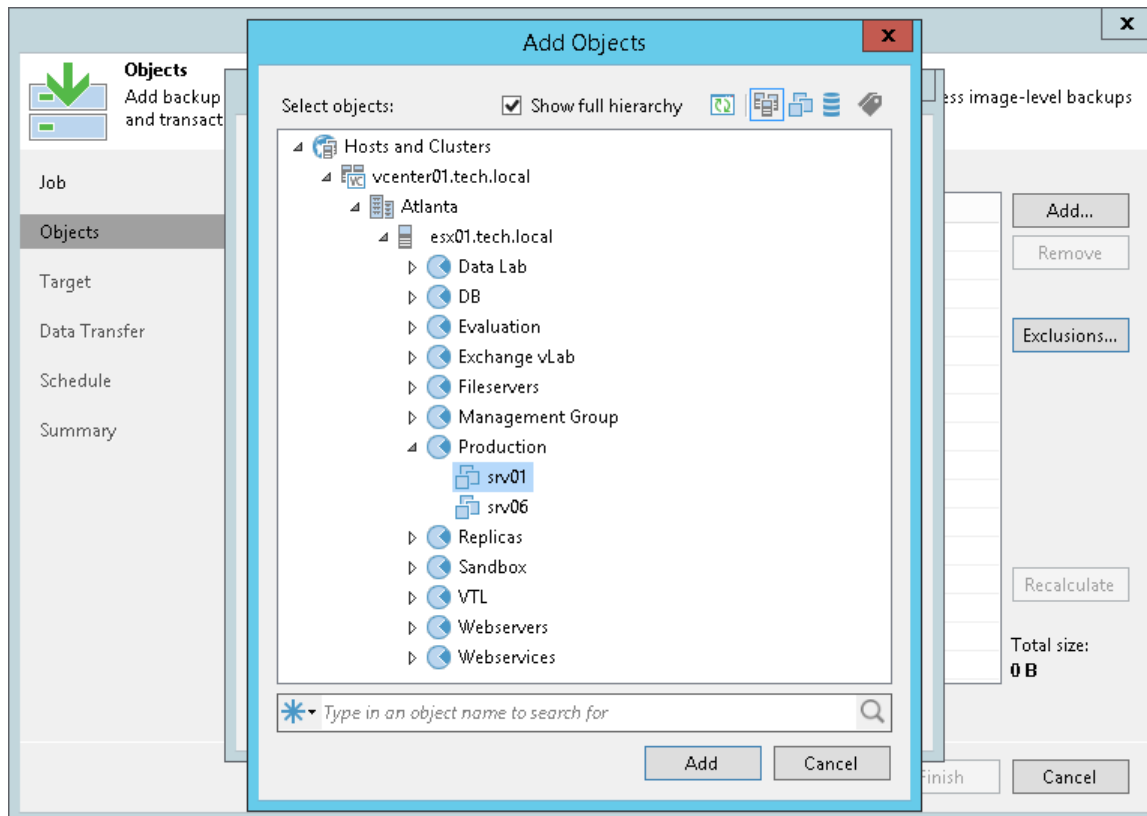 x
Add Objects
x
Objects
Add backup
and transact
ess image-level backups
Select objects:
Show full hierarchy
Hosts and Clusters
VC
vcenter01.tech.local
Atlanta
esx01.tech.local
Data Lab
DB
Evaluation
Exchange vLab
Fileservers
Management Group
Production
srv01
srv06
Replicas
Sandbox
VTL
Webservers
Webservices
Type in an object name to search for
Add
Cancel
Job
Objects
Target
Data Transfer
Schedule
Summary
Add...
Remove
Exclusions...
Recalculate
Total size:
0 B
Finish
Cancel